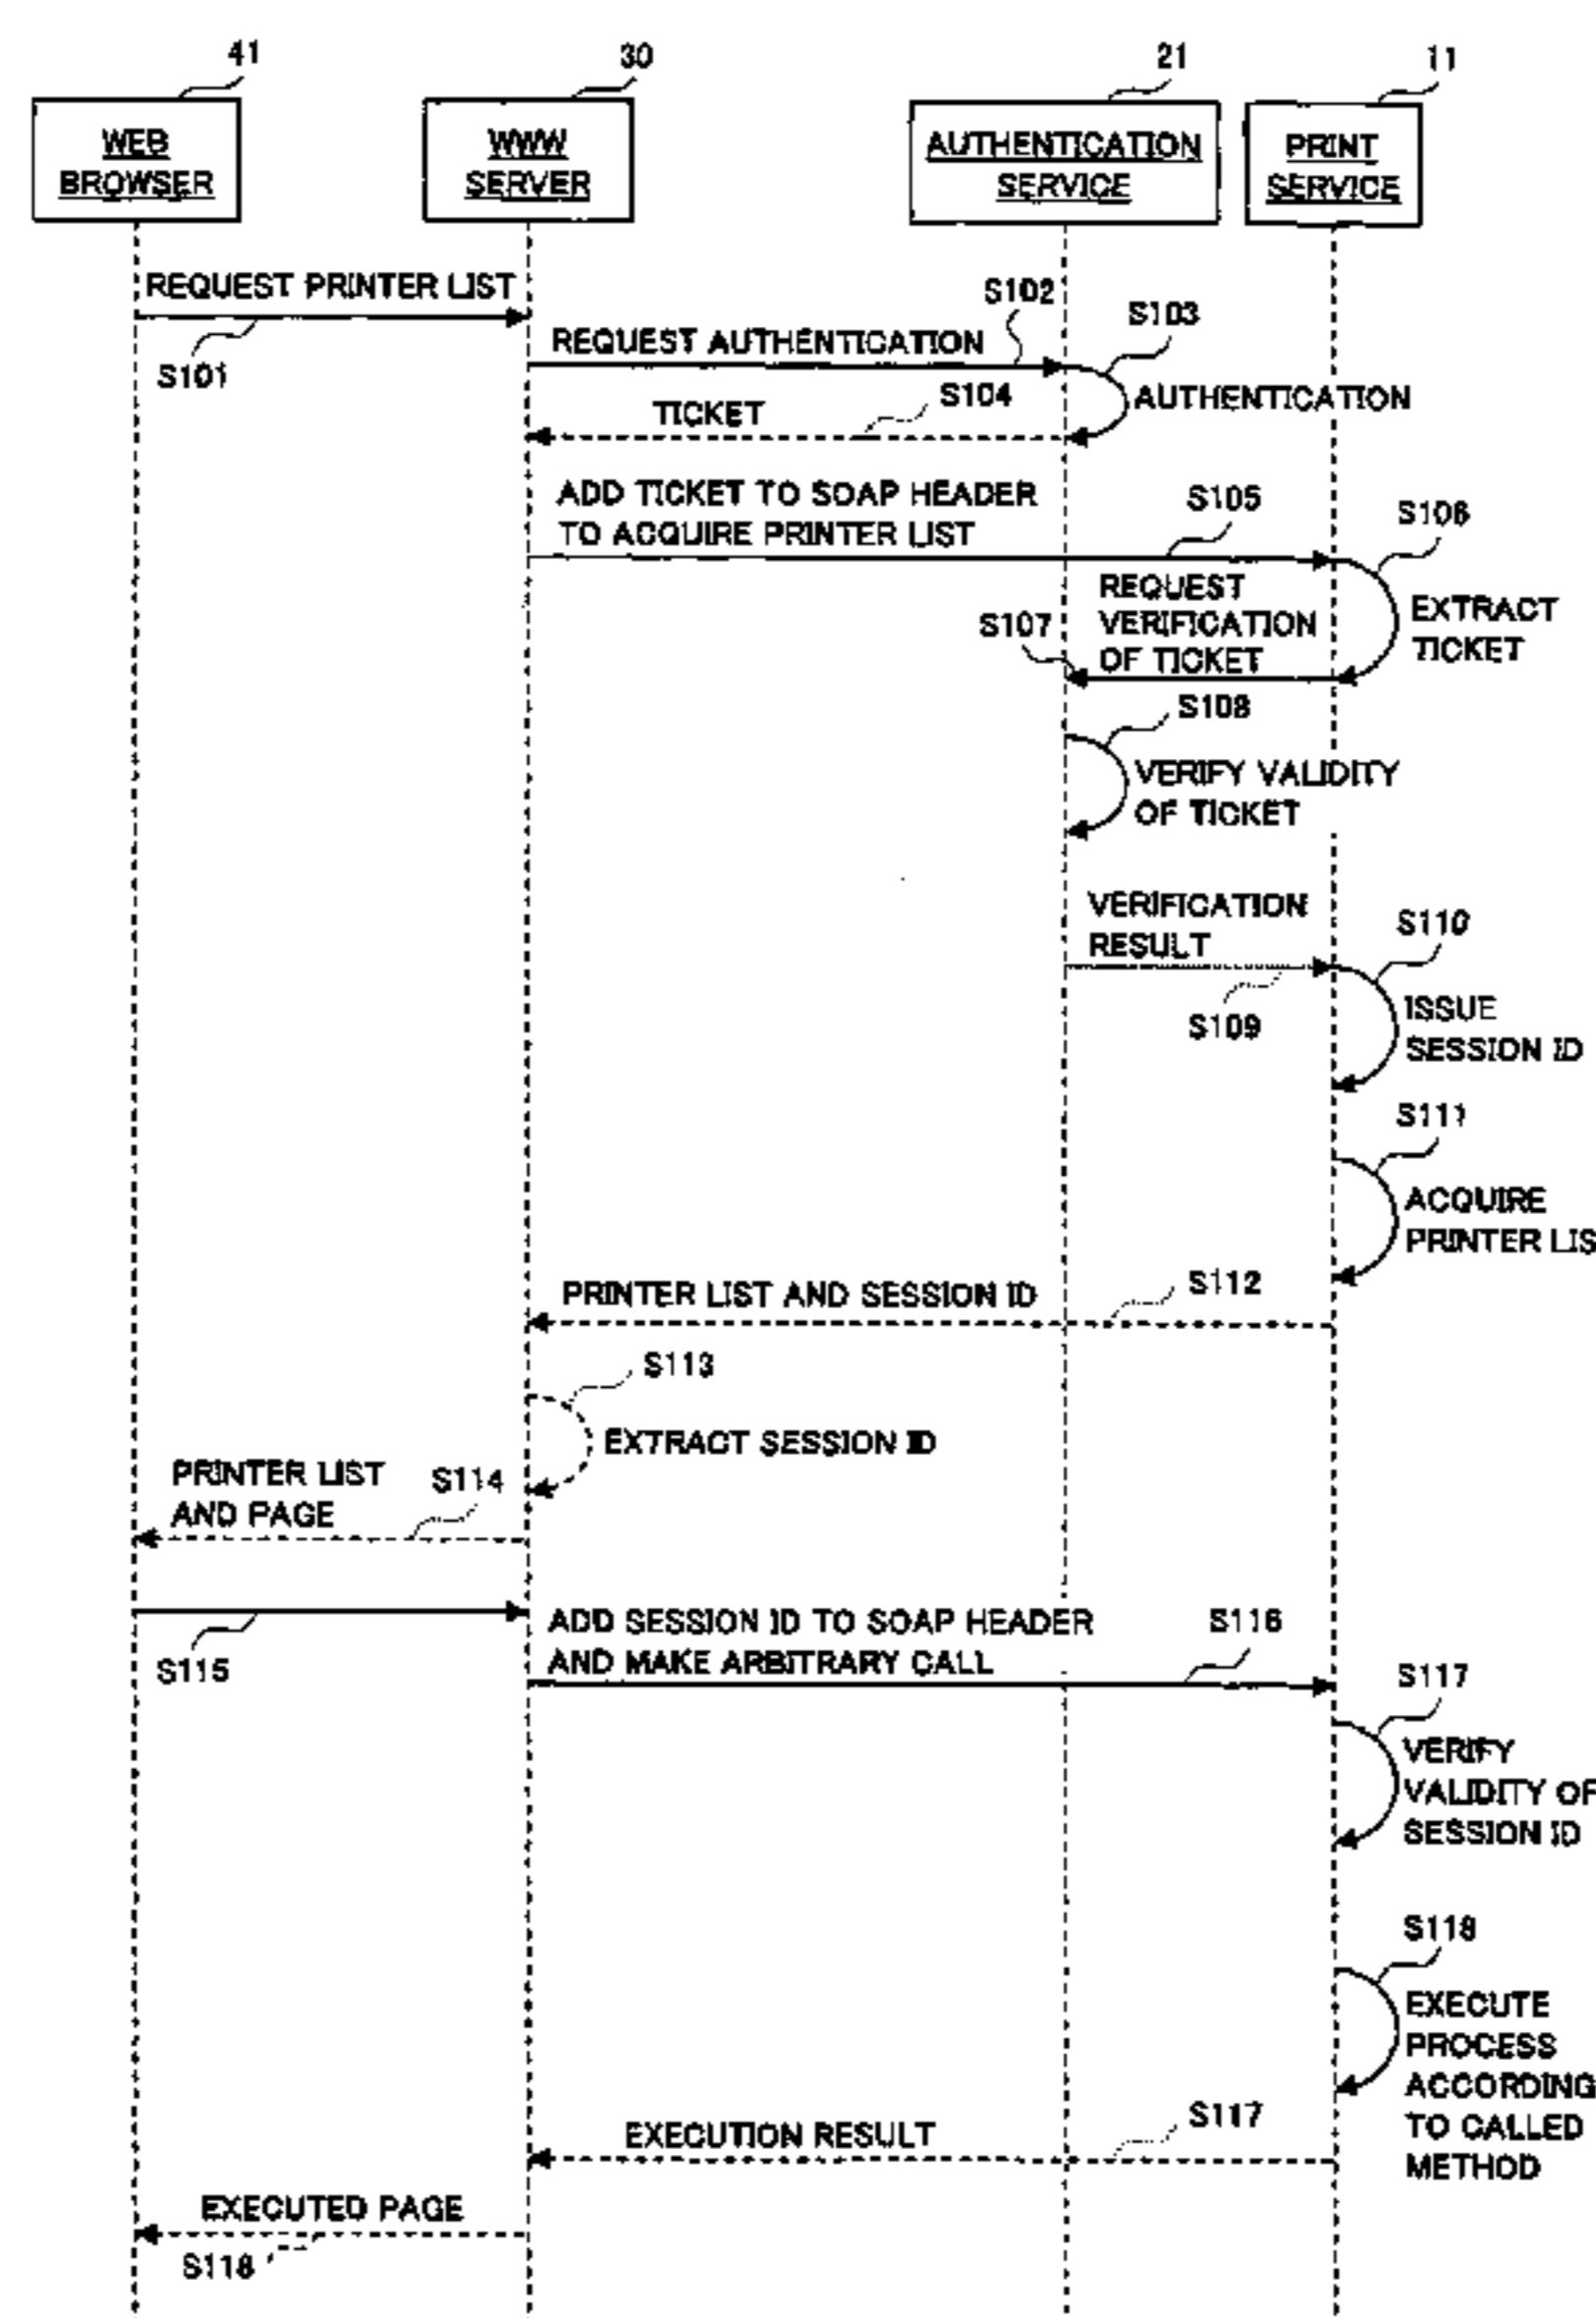 41
30
21
11
WEB
BROWSER
WWW
SERVER
AUTHENTICATION
SERVICE
PRINT
SERVICE
REQUEST PRINTER LIST
S101
REQUEST AUTHENTICATION
S102
S103
AUTHENTICATION
TICKET
S104
ADD TICKET TO SOAP HEADER
TO ACQUIRE PRINTER LIST
S105
S106
EXTRACT
TICKET
REQUEST
VERIFICATION
OF TICKET
S107
S108
VERIFY VALIDITY
OF TICKET
VERIFICATION
RESULT
S109
S110
ISSUE
SESSION ID
S111
ACQUIRE
PRINTER LIS
PRINTER LIST AND SESSION ID
S112
S113
EXTRACT SESSION ID
PRINTER LIST
AND PAGE
S114
S115
ADD SESSION ID TO SOAP HEADER
AND MAKE ARBITRARY CALL
S116
S117
VERIFY
VALIDITY OF
SESSION ID
S118
EXECUTE
PROCESS
ACCORDING
TO CALLED
METHOD
EXECUTION RESULT
S117
EXECUTED PAGE
S118